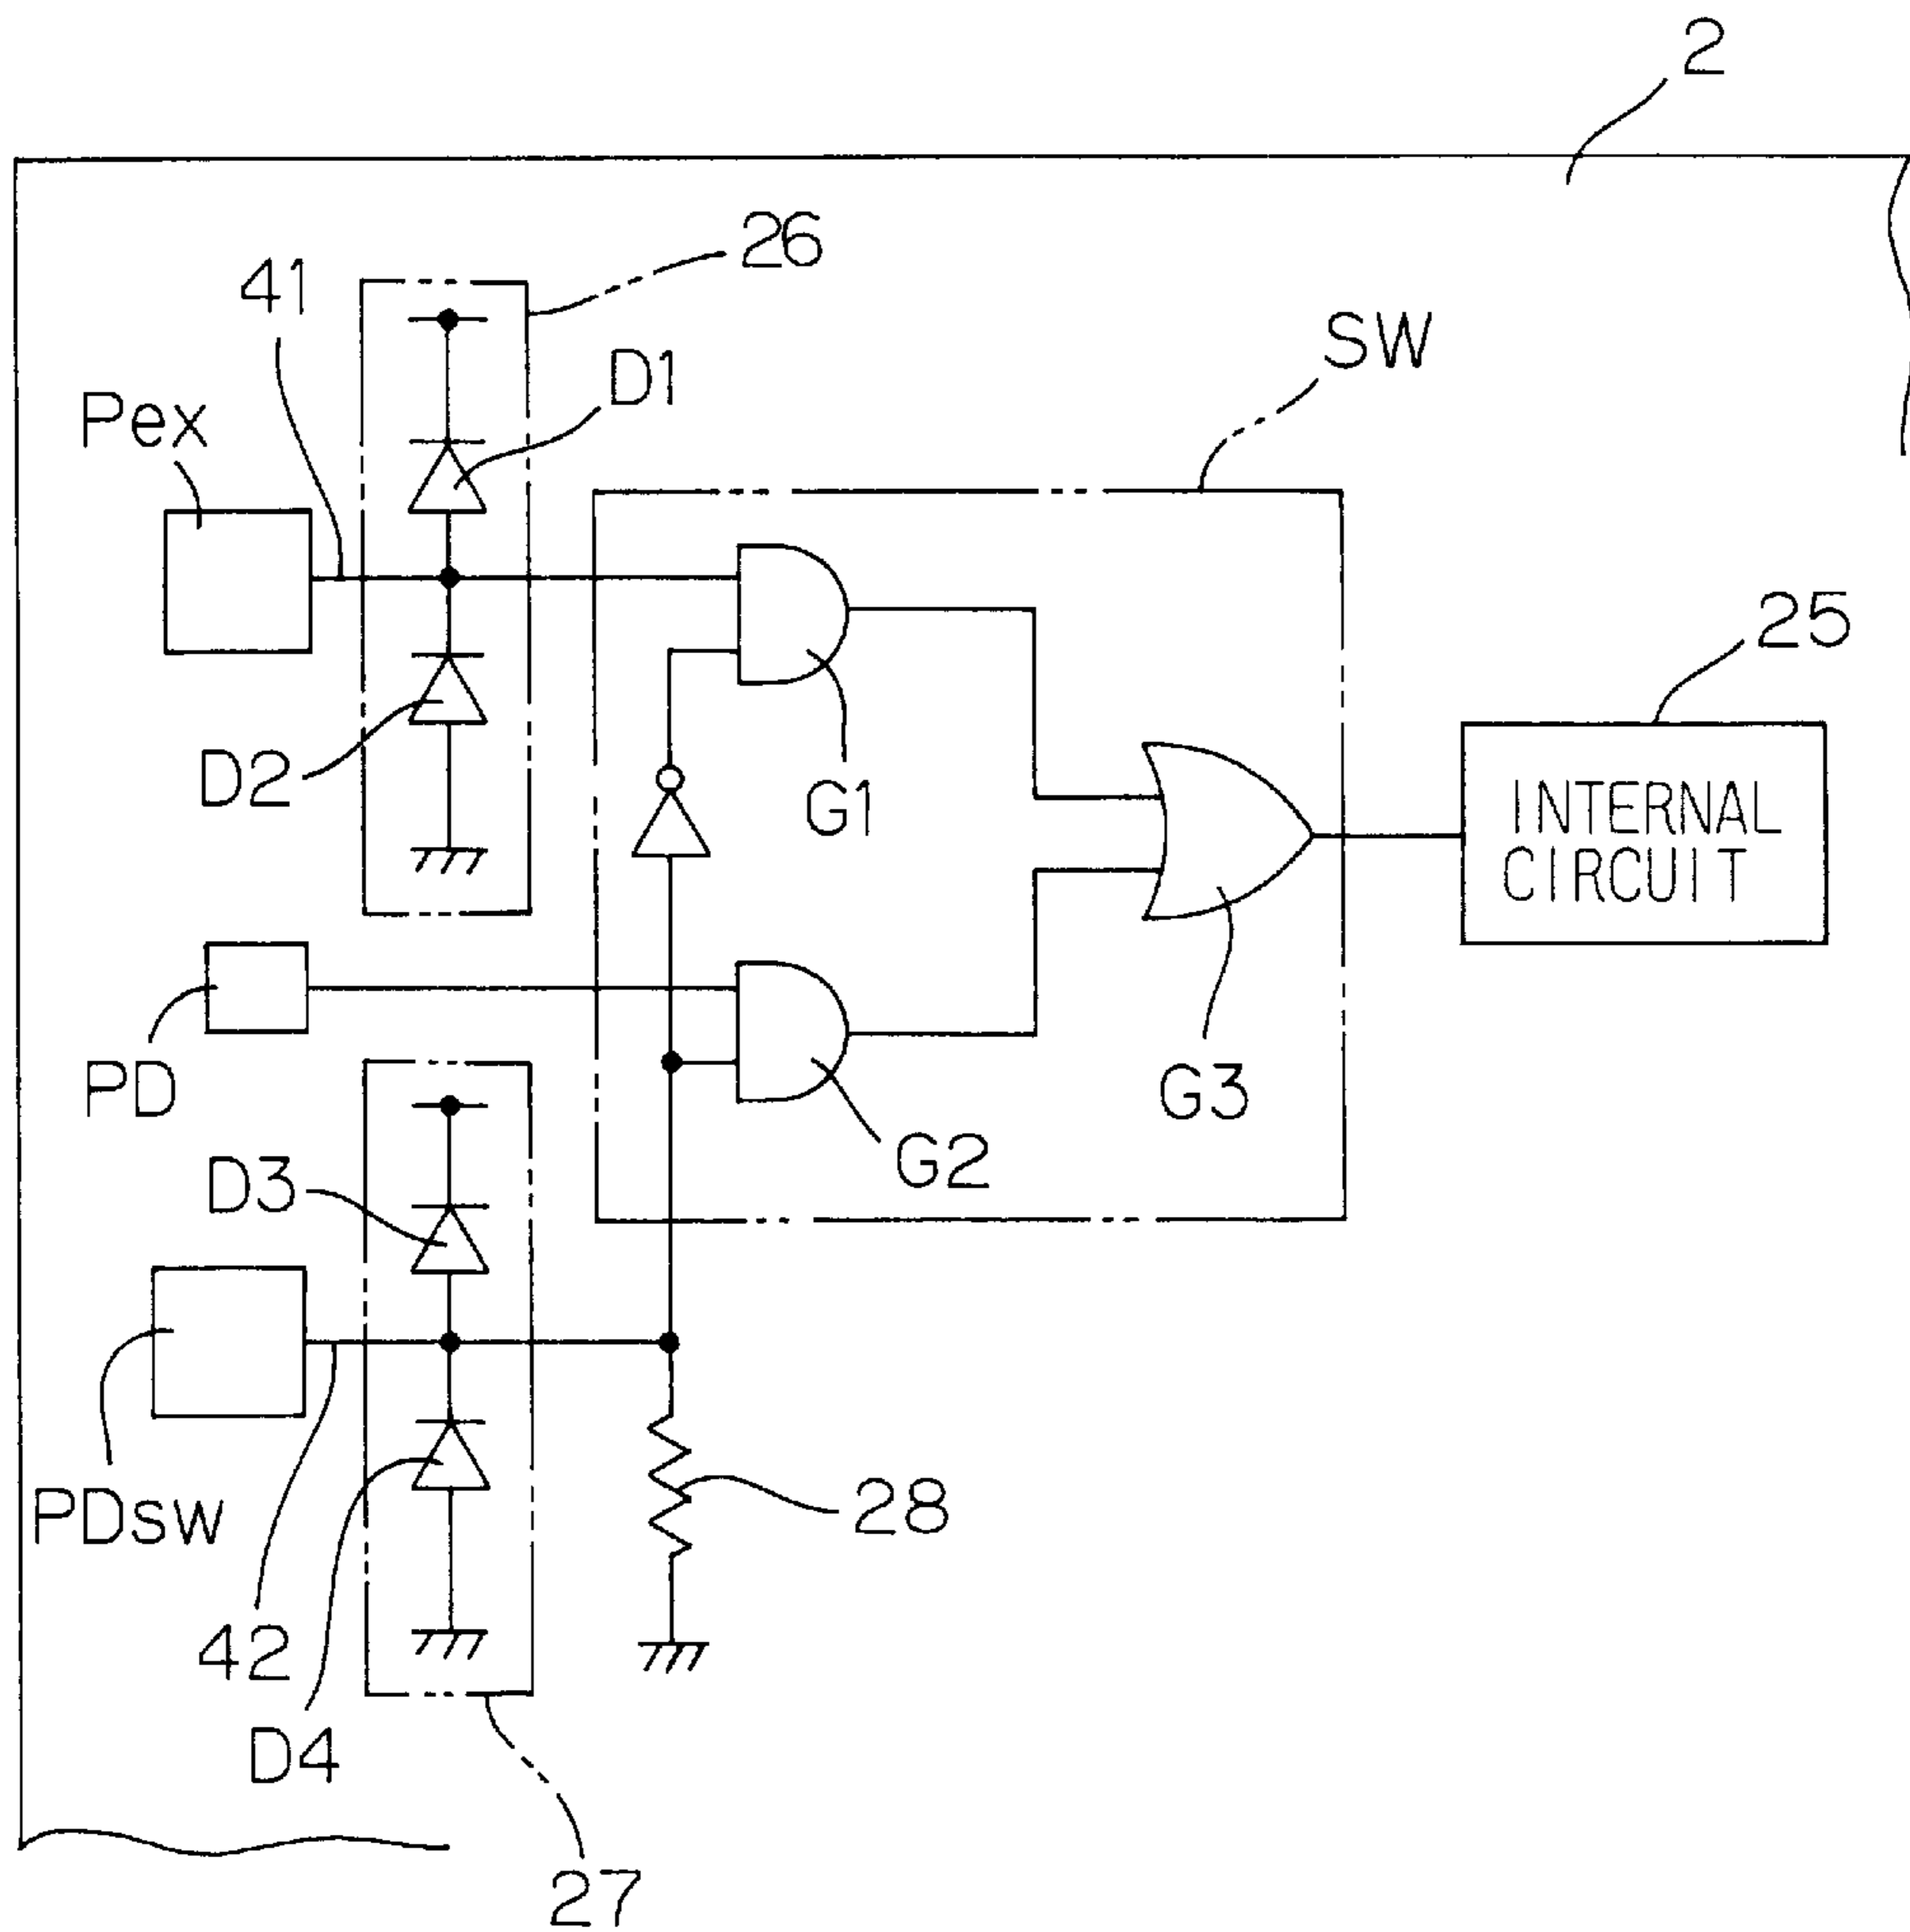 2
26
41
SW
D1
Pex
25
D2
G1
INTERNAL
CIRCUIT
PD
G3
G2
D3
PDsw
28
42
D4
27